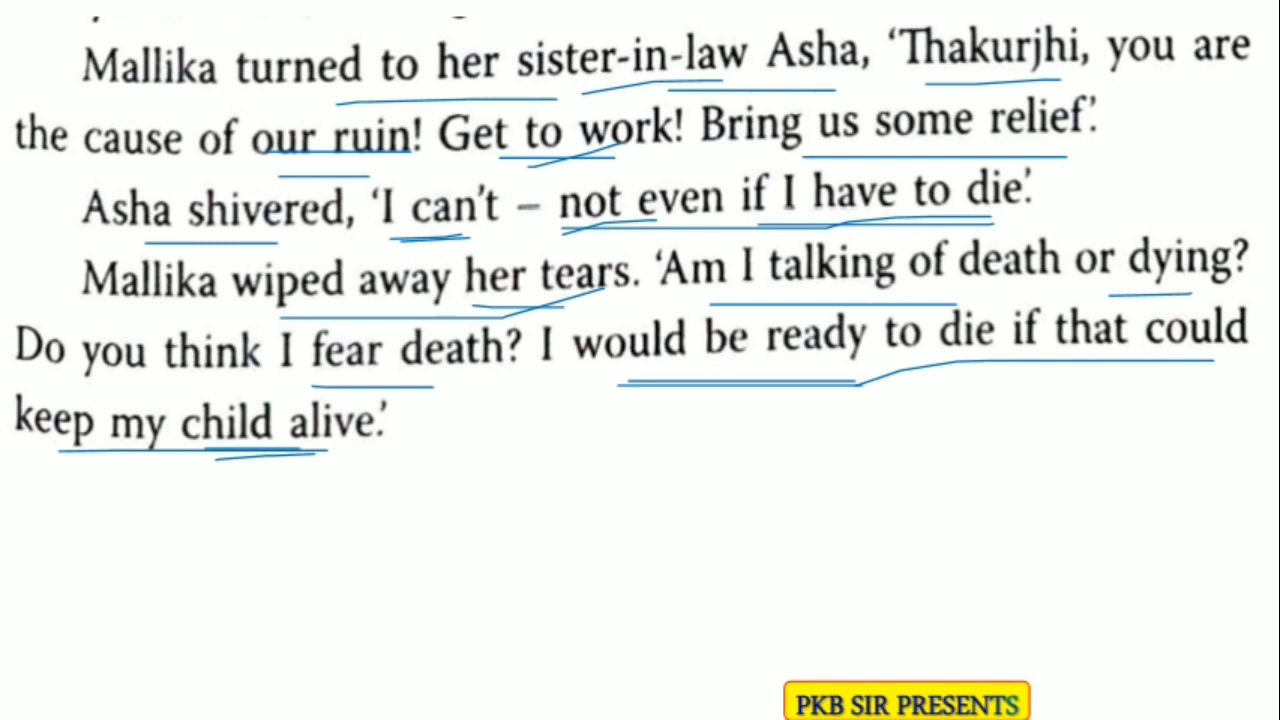 Mallika turned to her sister-in-law Asha, ‘Thakurjhi, you are
the cause of our ruin! Get to work! Bring us some relief’.
Asha shivered, ‘I can’t – not even if I have to die’.
Mallika wiped away her tears. ‘Am I talking of death or dying?
Do you think I fear death? I would be ready to die if that could
keep my child alive.’
PKB SIR PRESENTS